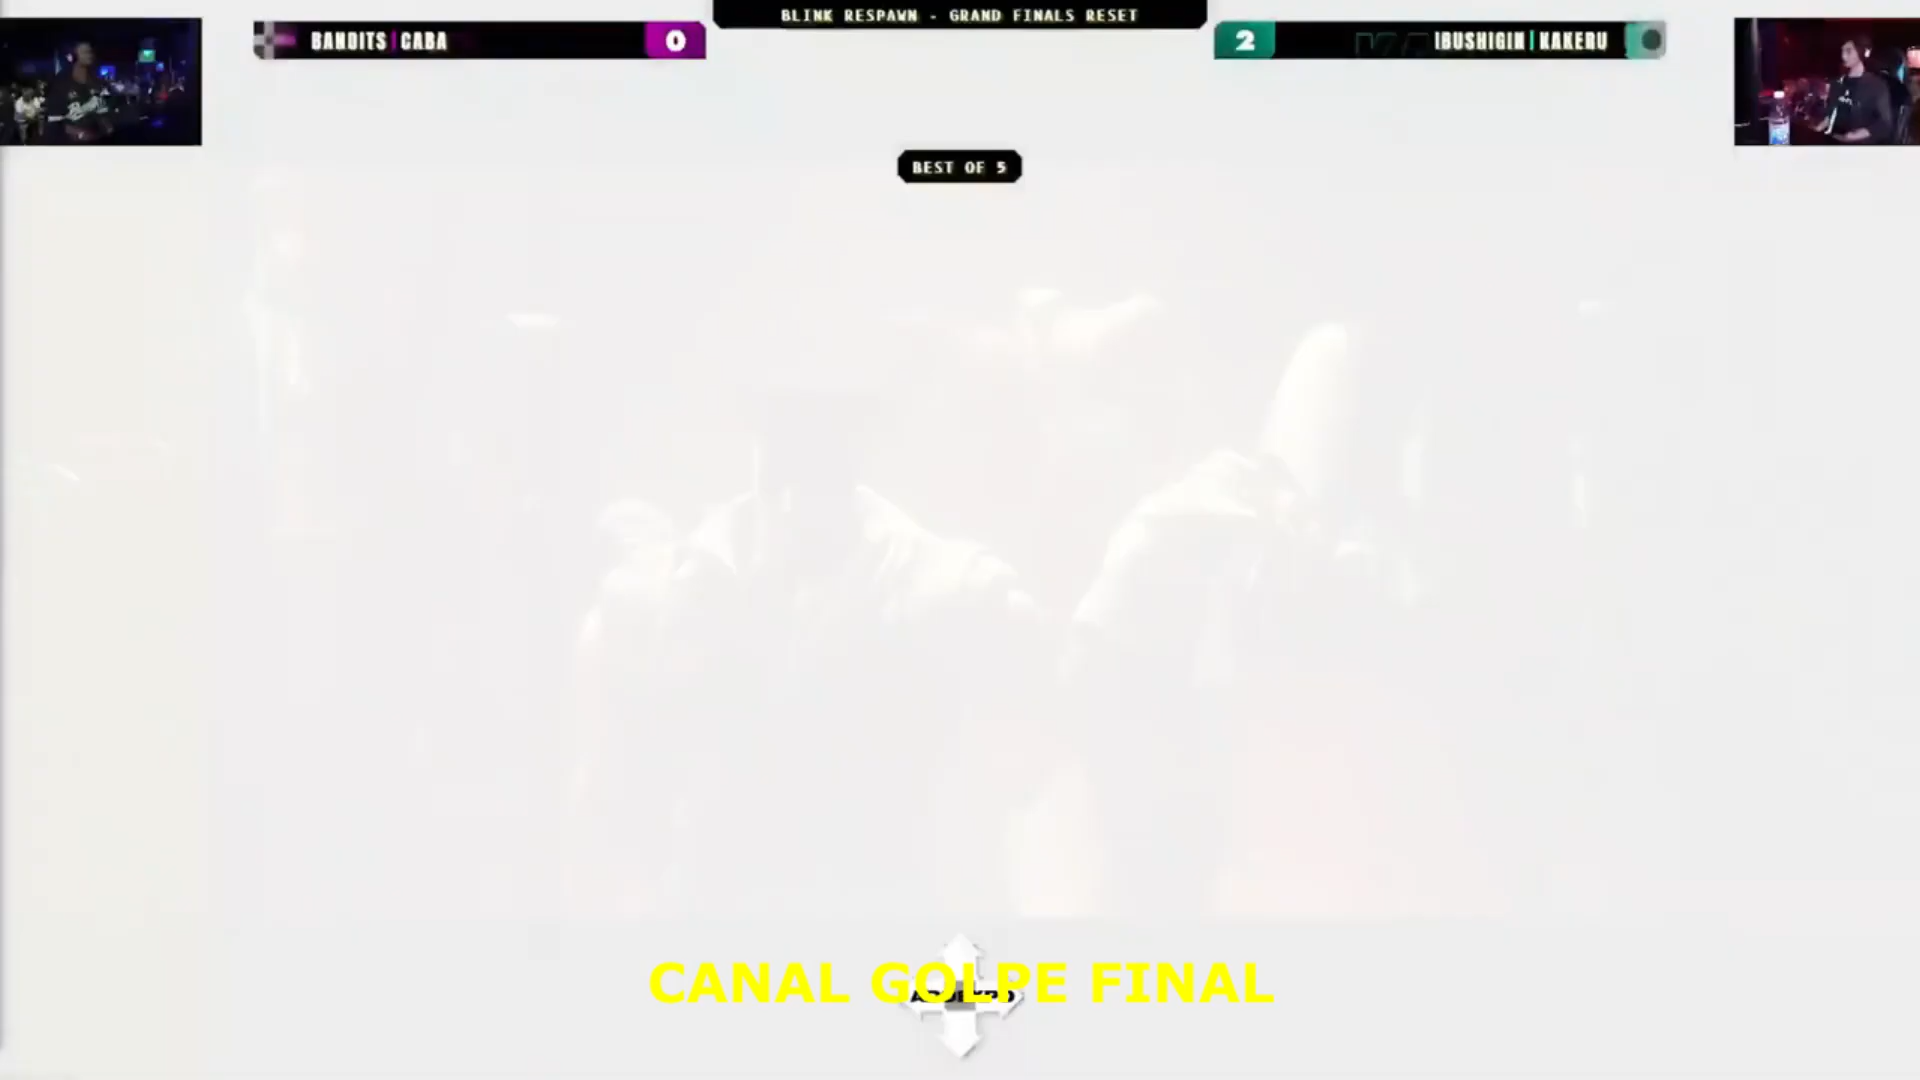 BLINK RESPAWN - GRAND FINALS RESET
BANDITS | CABA
0
2
IBUSHIGIN | KAKERU
BEST OF 5
CANAL GOLPE FINAL